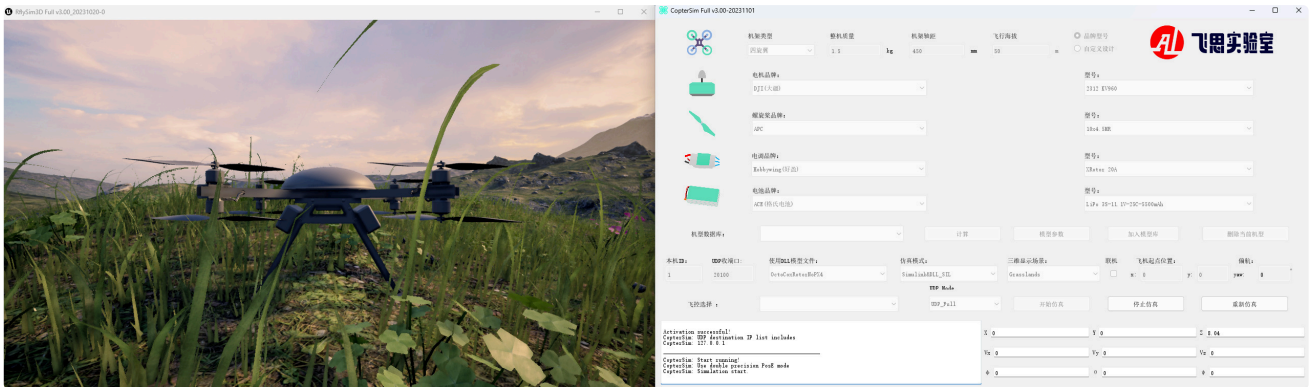 RflySim3D Full v3.00_20231020-0
CopterSim Full v3.00-20231101
机架类型 整机质量 机架轴距 飞行海拔 品牌型号
四旋翼 1.5 kg 450 mm 50 m 自定义设计
飞思实验室
电机品牌: 型号:
DJI(大疆) 2312 KV960
螺旋桨品牌: 型号:
APC
电调品牌: 型号:
Hobbywing(好盈) XRotor 20A
电池品牌: 型号:
ACE(格氏电池)
机型数据库: 计算 模型参数 加入模型库 删除当前机型
本机ID: UDP收端口: 使用DLL模型文件: 仿真模式: 三维显示场景: 联机 飞机起点位置: 偏航:
1 20100 Simulink&DLL_SIL Grasslands x: 0 y: 0 yaw: 0 °
UDP Mode
飞控选择 : UDP_Full 开始仿真 停止仿真 重新仿真
Activation successful!
CopterSim: UDP destination IP list includes
CopterSim: 127.0.0.1
CopterSim: Start running!
CopterSim: Use double precision PosE mode
CopterSim: Simulation start.
X 0 Y 0 Z 8.04
Vx 0 Vy 0 Vz 0
ϕ 0 θ 0 ψ 0